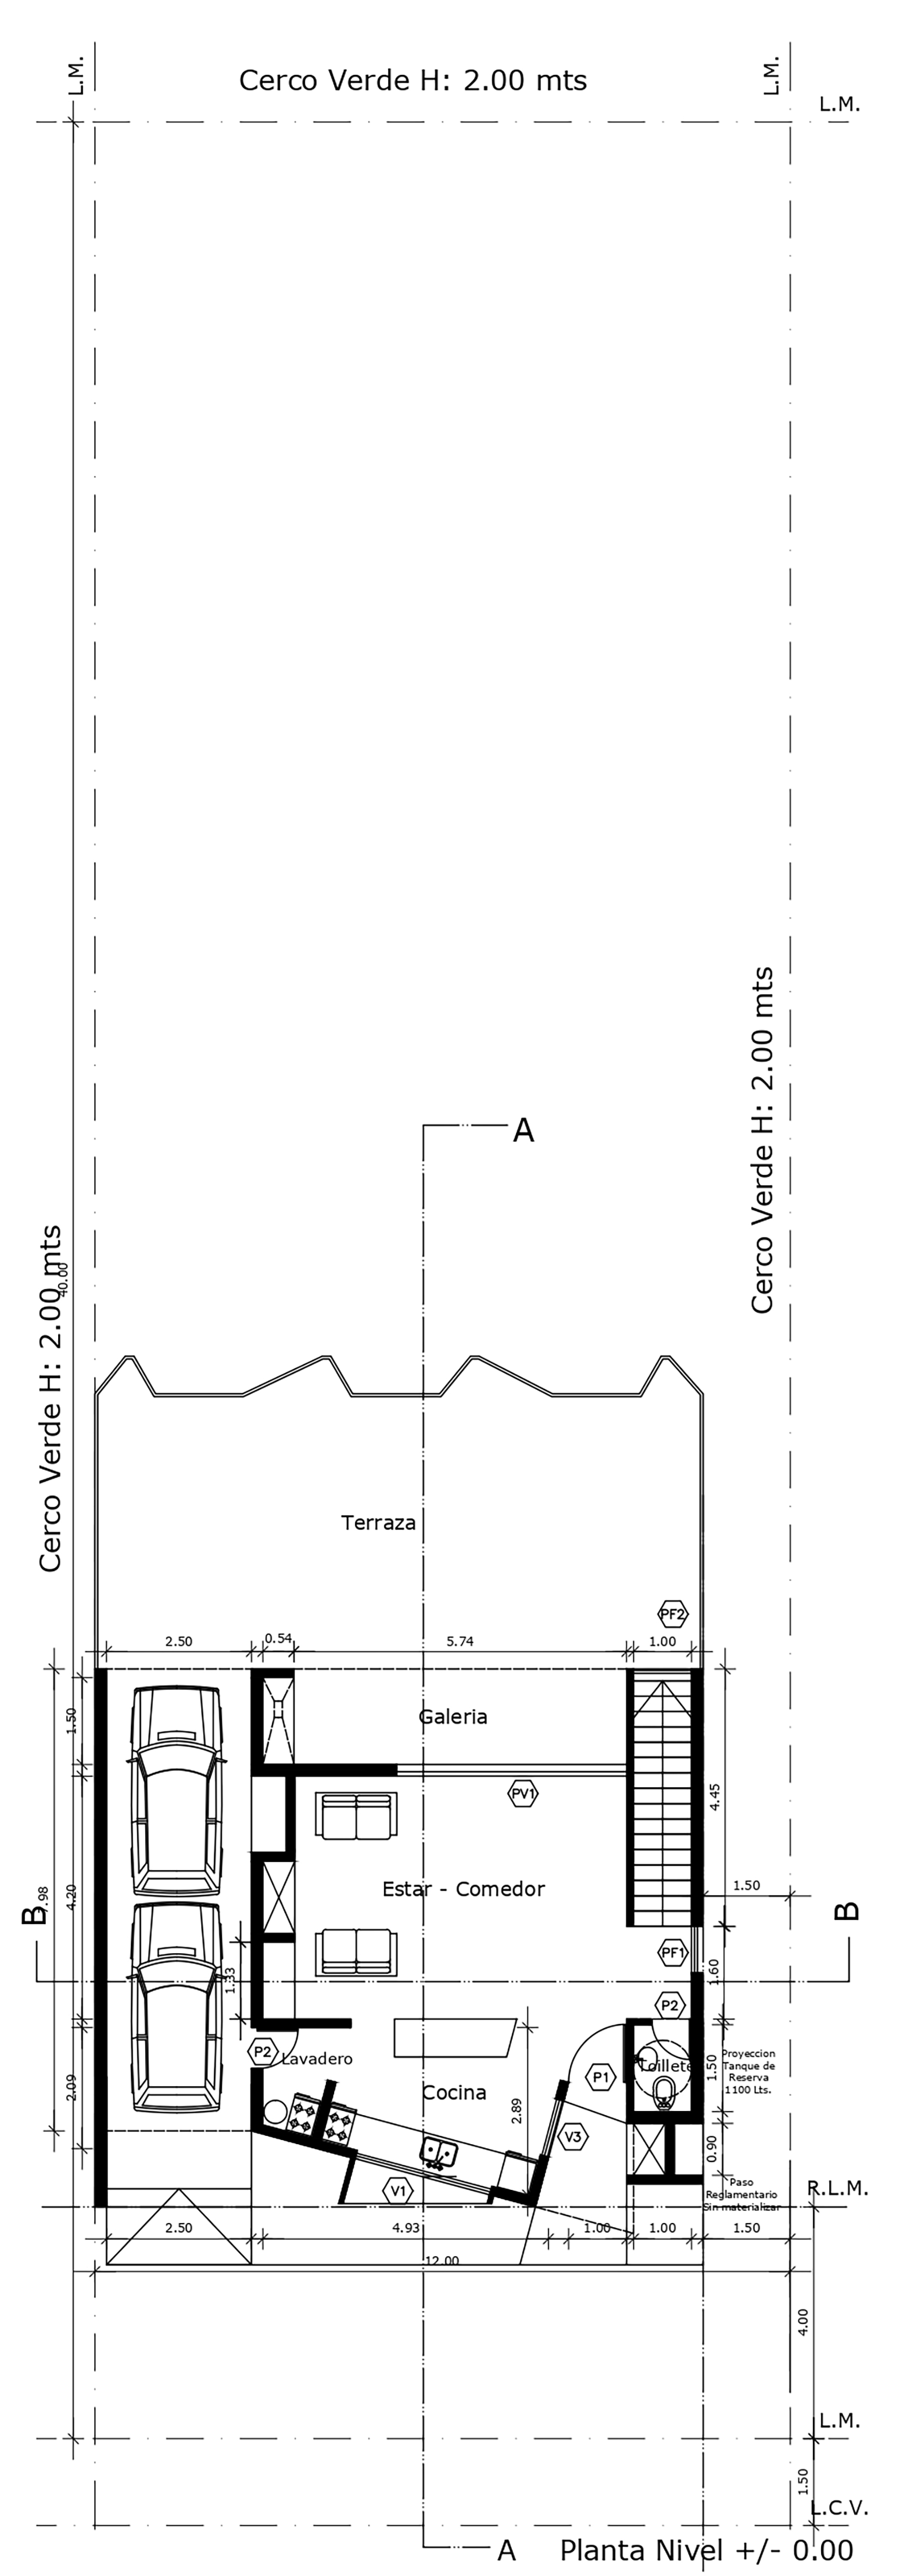 L.M.
Cerco Verde H: 2.00 mts
L.M.
L.M.
Cerco Verde H: 2.00 mts
A
Cerco Verde H: 2.00 mts
40.00
Terraza
PF2
2.50
0.54
5.74
1.00
1.50
Galeria
PV1
4.45
Estar - Comedor
1.50
4.20
B
B
PF1
1.33
1.60
P2
P2
Lavadero
Toillete
1.50
Proyeccion
Tanque de
Reserva
1100 Lts.
P1
Cocina
2.09
2.89
V3
0.90
V1
Paso
Reglamentario
Sin materializar
R.L.M.
2.50
4.93
1.00
1.00
1.50
12.00
4.00
L.M.
1.50
L.C.V.
A
Planta Nivel +/- 0.00